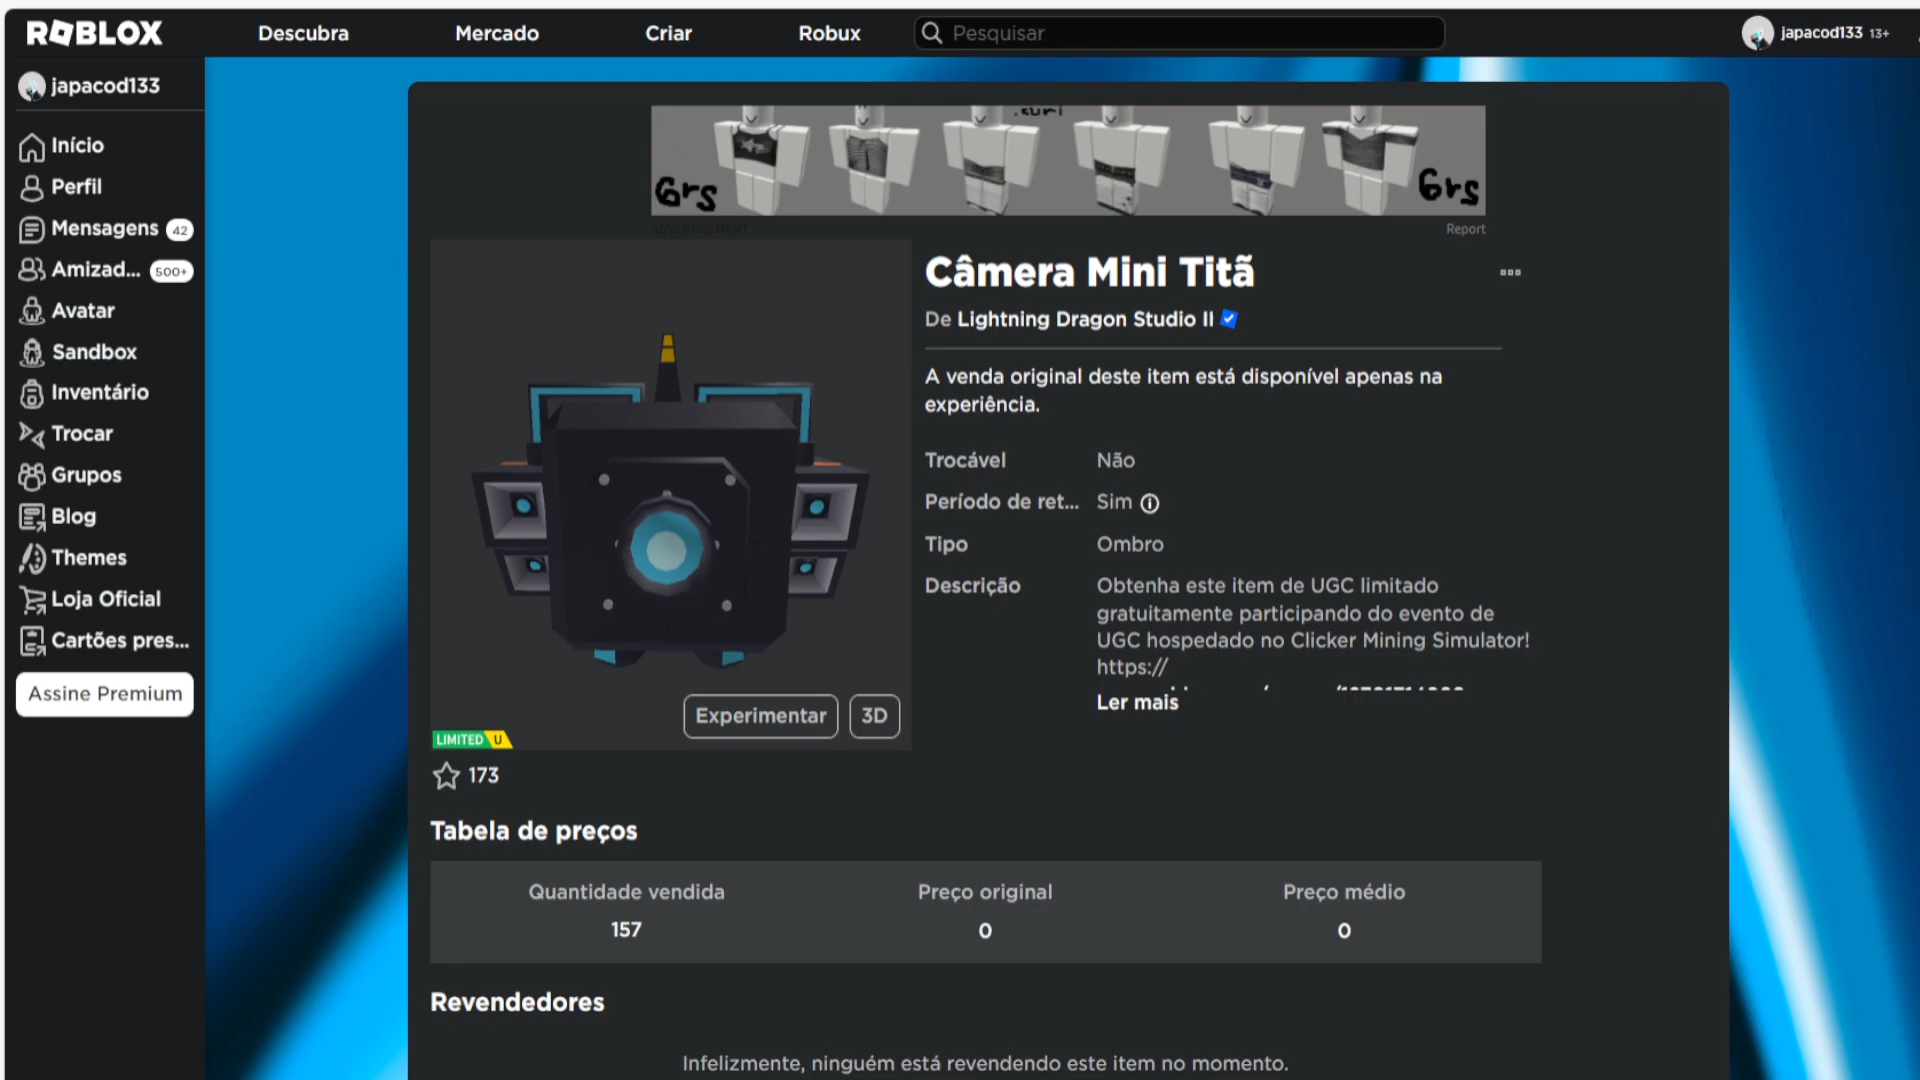 ROBLOX
Descubra
Mercado
Criar
Robux
Pesquisar
japacod133 13+
japacod133
Início
Perfil
Mensagens 42
Amizad... 500+
Avatar
Sandbox
Inventário
Trocar
Grupos
Blog
Themes
Loja Oficial
Cartões pres...
Assine Premium
6rs
6rs
ADVERTISEMENT
Report
Câmera Mini Titã
De Lightning Dragon Studio II
A venda original deste item está disponível apenas na
experiência.
Trocável Não
Período de ret... Sim
Tipo Ombro
Descrição Obtenha este item de UGC limitado
gratuitamente participando do evento de
UGC hospedado no Clicker Mining Simulator!
https://
Ler mais
Experimentar
3D
LIMITED U
173
Tabela de preços
Quantidade vendida
157
Preço original
0
Preço médio
0
Revendedores
Infelizmente, ninguém está revendendo este item no momento.